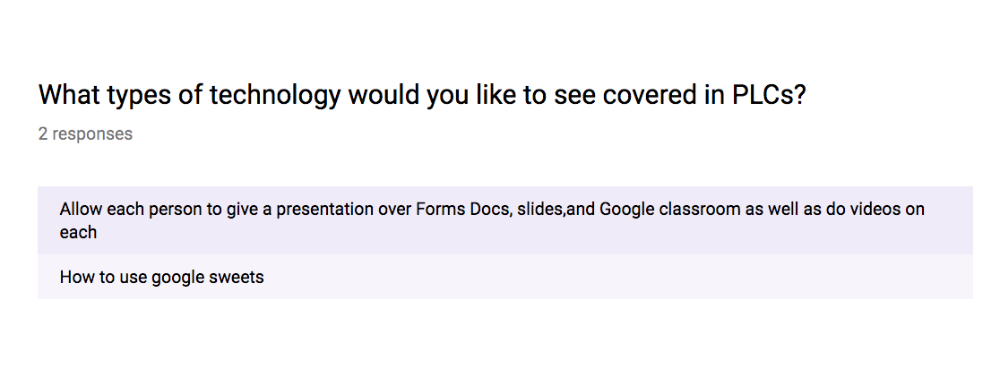 What types of technology would you like to see covered in PLCs?
2 responses
Allow each person to give a presentation over Forms Docs, slides,and Google classroom as well as do videos on
each
How to use google sweets